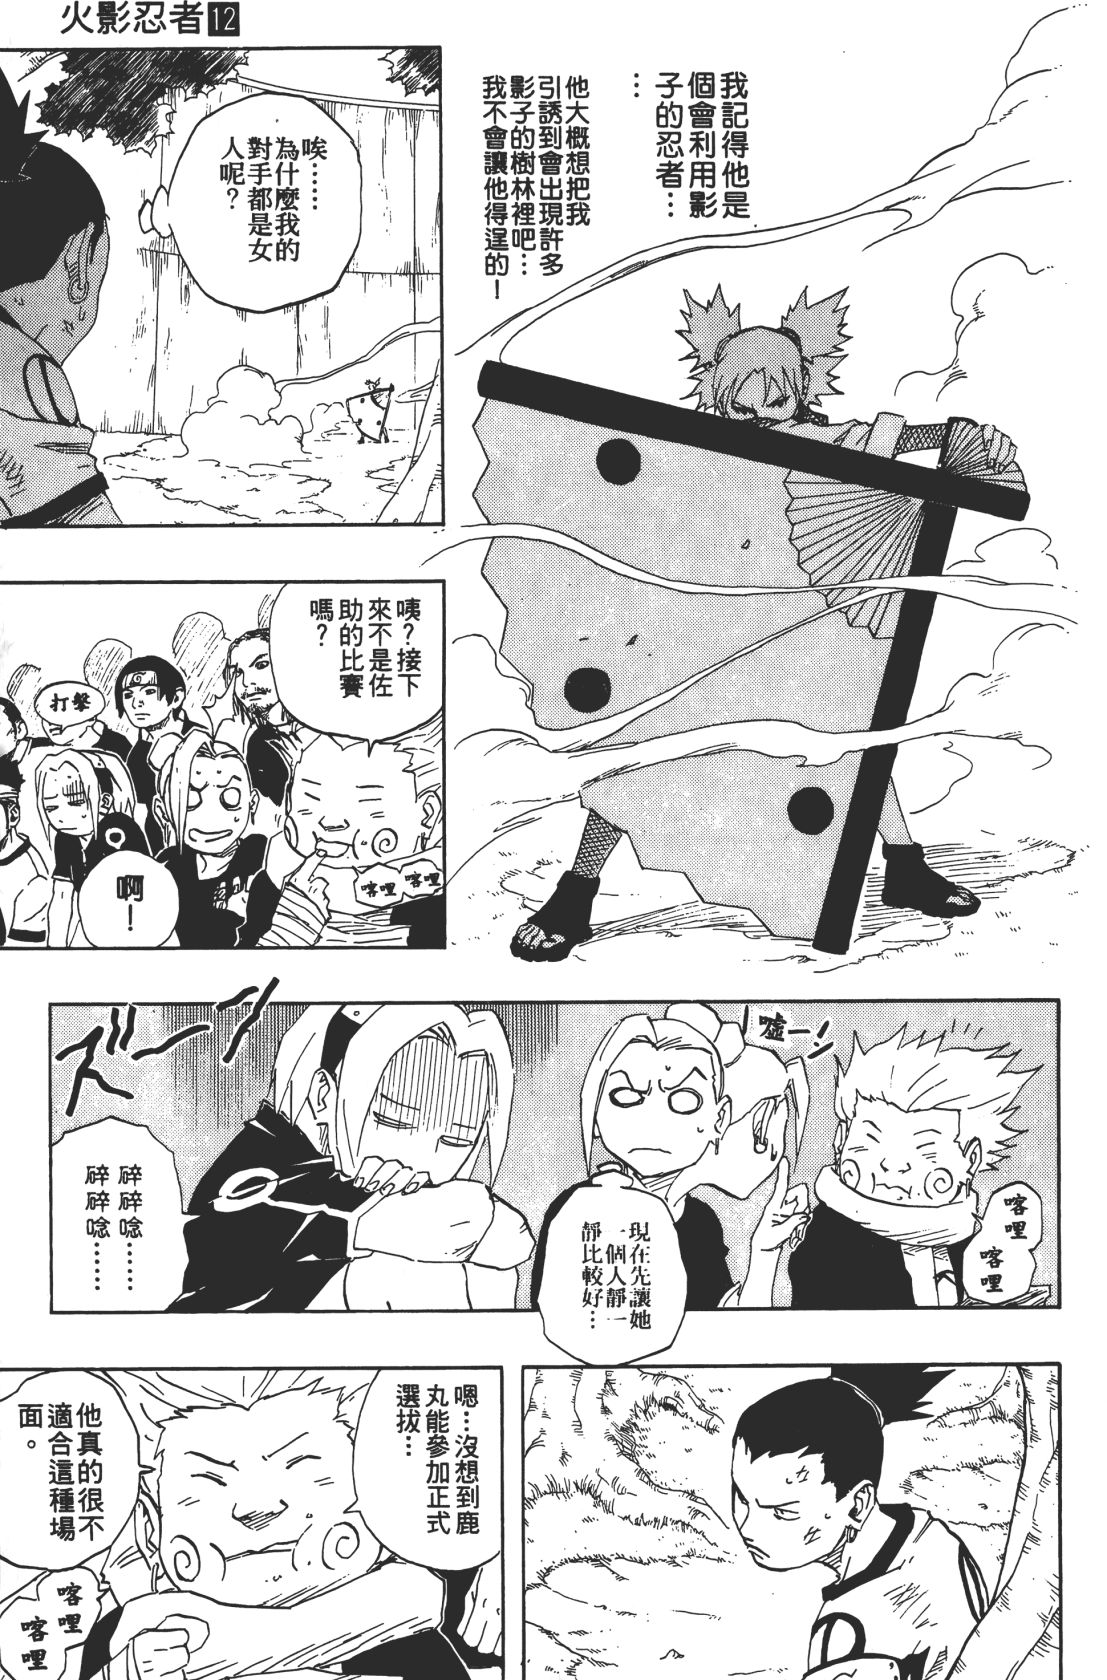 火影忍者12
我記得他是
個會利用影
子的忍者…
…
他大概想把我
引誘到會出現許多
影子的樹林裡吧…
我不會讓他得逞的！
唉……
為什麼我的
對手都是女
人呢？
咦？接下
來不是佐
助的比賽
嗎？
喀哩
喀哩
打擊
啊！
喀哩
喀哩
噓ーッ
現在先讓她
一個人靜一
靜比較好…
ズーン
碎碎唸……
碎碎唸……
嗯…沒想到鹿
丸能參加正式
選拔…
他真的很不
適合這種場
面。
喀哩
喀哩